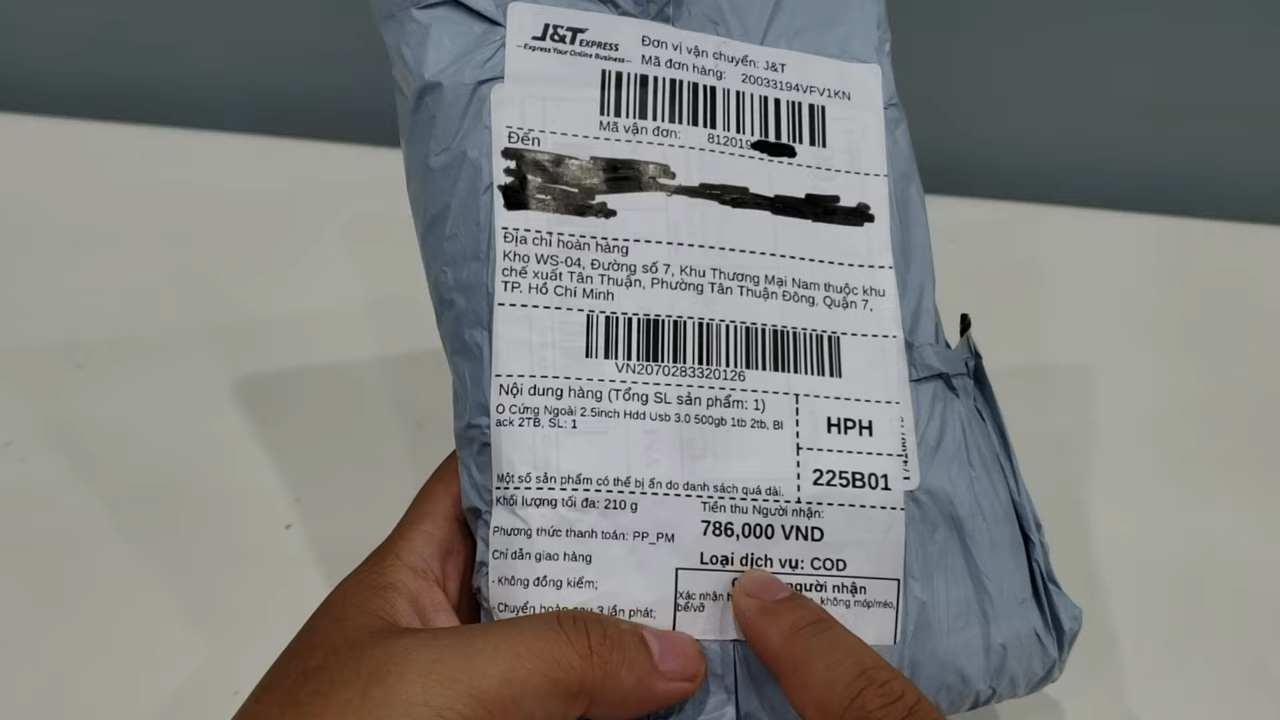 J&T EXPRESS
Express Your Online Business
Đơn vị vận chuyển: J&T
Mã đơn hàng: 20033194VFV1KN
Mã vận đơn: 812019
Đến
Địa chỉ hoàn hàng
Kho WS-04, Đường số 7, Khu Thương Mại Nam thuộc khu
chế xuất Tân Thuận, Phường Tân Thuận Đông, Quận 7,
TP. Hồ Chí Minh
VN2070283320126
Nội dung hàng (Tổng SL sản phẩm: 1)
O Cứng Ngoài 2.5inch Hdd Usb 3.0 500gb 1tb 2tb, Bl
ack 2TB, SL: 1
HPH
225B01
Một số sản phẩm có thể bị ẩn do danh sách quá dài.
Khối lượng tối đa: 210 g
Tiền thu Người nhận:
786,000 VND
Phương thức thanh toán: PP_PM
Loại dịch vụ: COD
Chỉ dẫn giao hàng
- Không đồng kiểm;
- Chuyển hoàn sau 3 lần phát;
người nhận
Xác nhận không móp/méo,
bể/vỡ